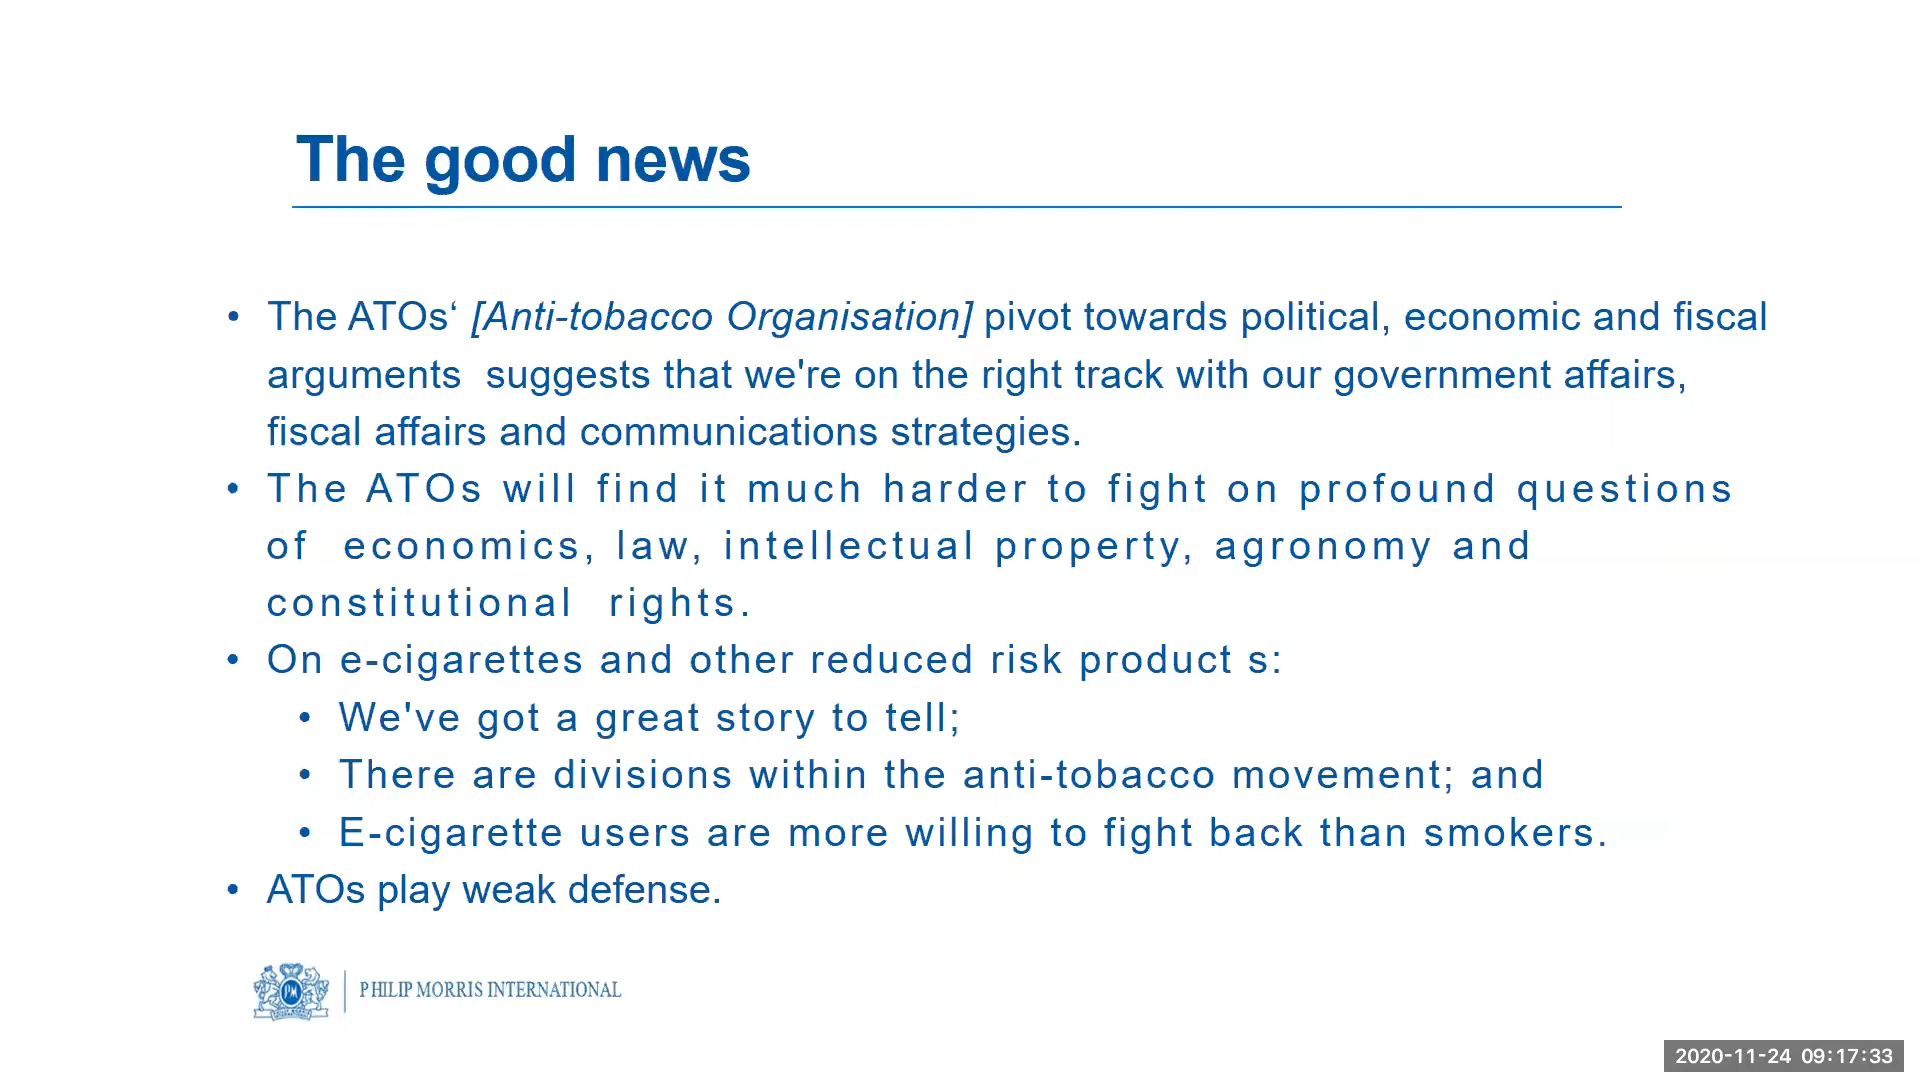 The good news
• The ATOs‘ [Anti-tobacco Organisation] pivot towards political, economic and fiscal
arguments suggests that we're on the right track with our government affairs,
fiscal affairs and communications strategies.
• The ATOs will find it much harder to fight on profound questions
of economics, law, intellectual property, agronomy and
constitutional rights.
• On e-cigarettes and other reduced risk product s:
• We've got a great story to tell;
• There are divisions within the anti-tobacco movement; and
• E-cigarette users are more willing to fight back than smokers.
• ATOs play weak defense.
PM
PHILIP MORRIS INTERNATIONAL
2020-11-24 09:17:33